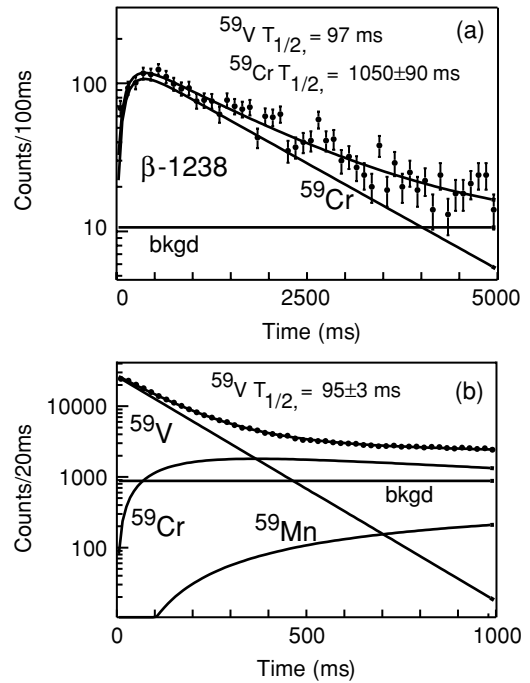 (a)
59V T1/2, = 97 ms
59Cr T1/2, = 1050±90 ms
Counts/100ms
100
10
β-1238
59Cr
bkgd
0
2500
5000
Time (ms)
(b)
59V T1/2, = 95±3 ms
Counts/20ms
10000
1000
100
59V
bkgd
59Cr
59Mn
0
500
1000
Time (ms)